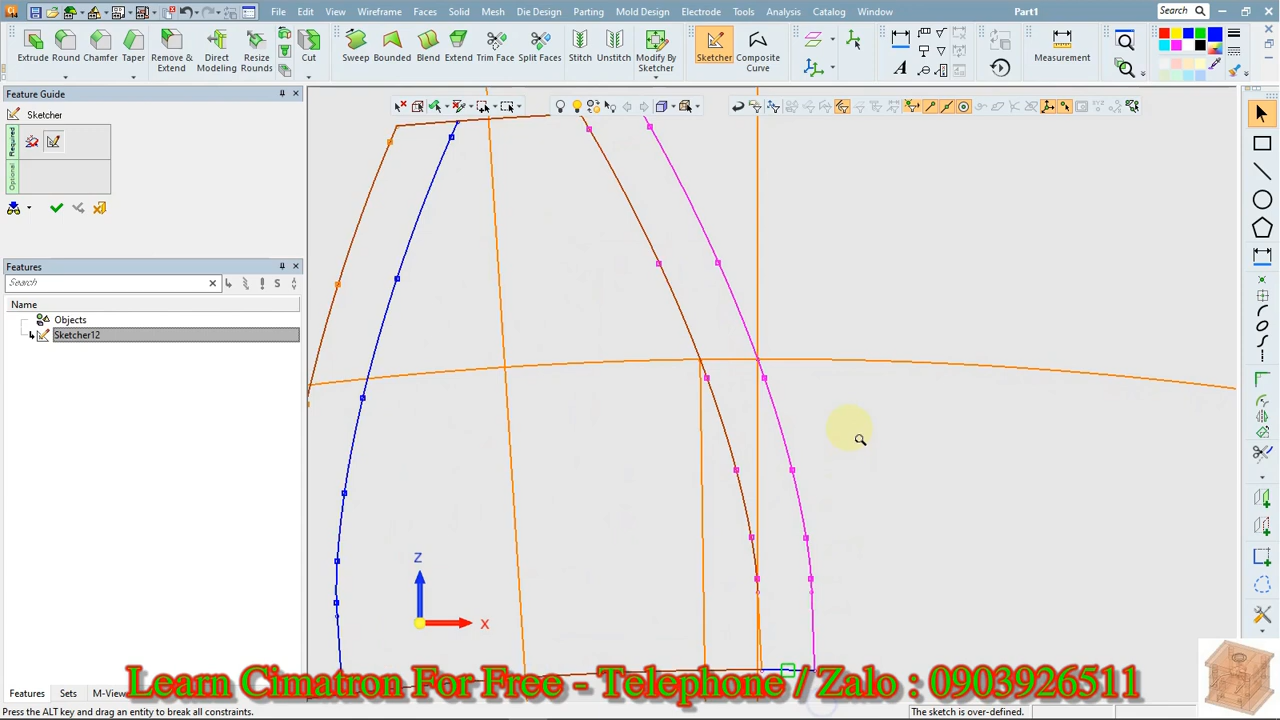 File Edit View Wireframe Faces Solid Mesh Die Design Parting Mold Design Electrode Tools Analysis Catalog Window Part1 Search
Extrude Round Chamfer Taper Remove & Extend Cut Direct Modeling Resize Rounds Sweep Bounded Blend Extend Trim Face Split Faces Stitch Unstitch Modify By Sketcher Sketcher Composite Curve Measurement
Feature Guide
Sketcher
Required
Optional
Features
Search
S
Name
Objects
Sketcher12
Z
X
Features Sets M-View
Learn Cimatron For Free - Telephone / Zalo : 0903926511
Press the ALT key and drag an entity to break all constraints. The sketch is over-defined.